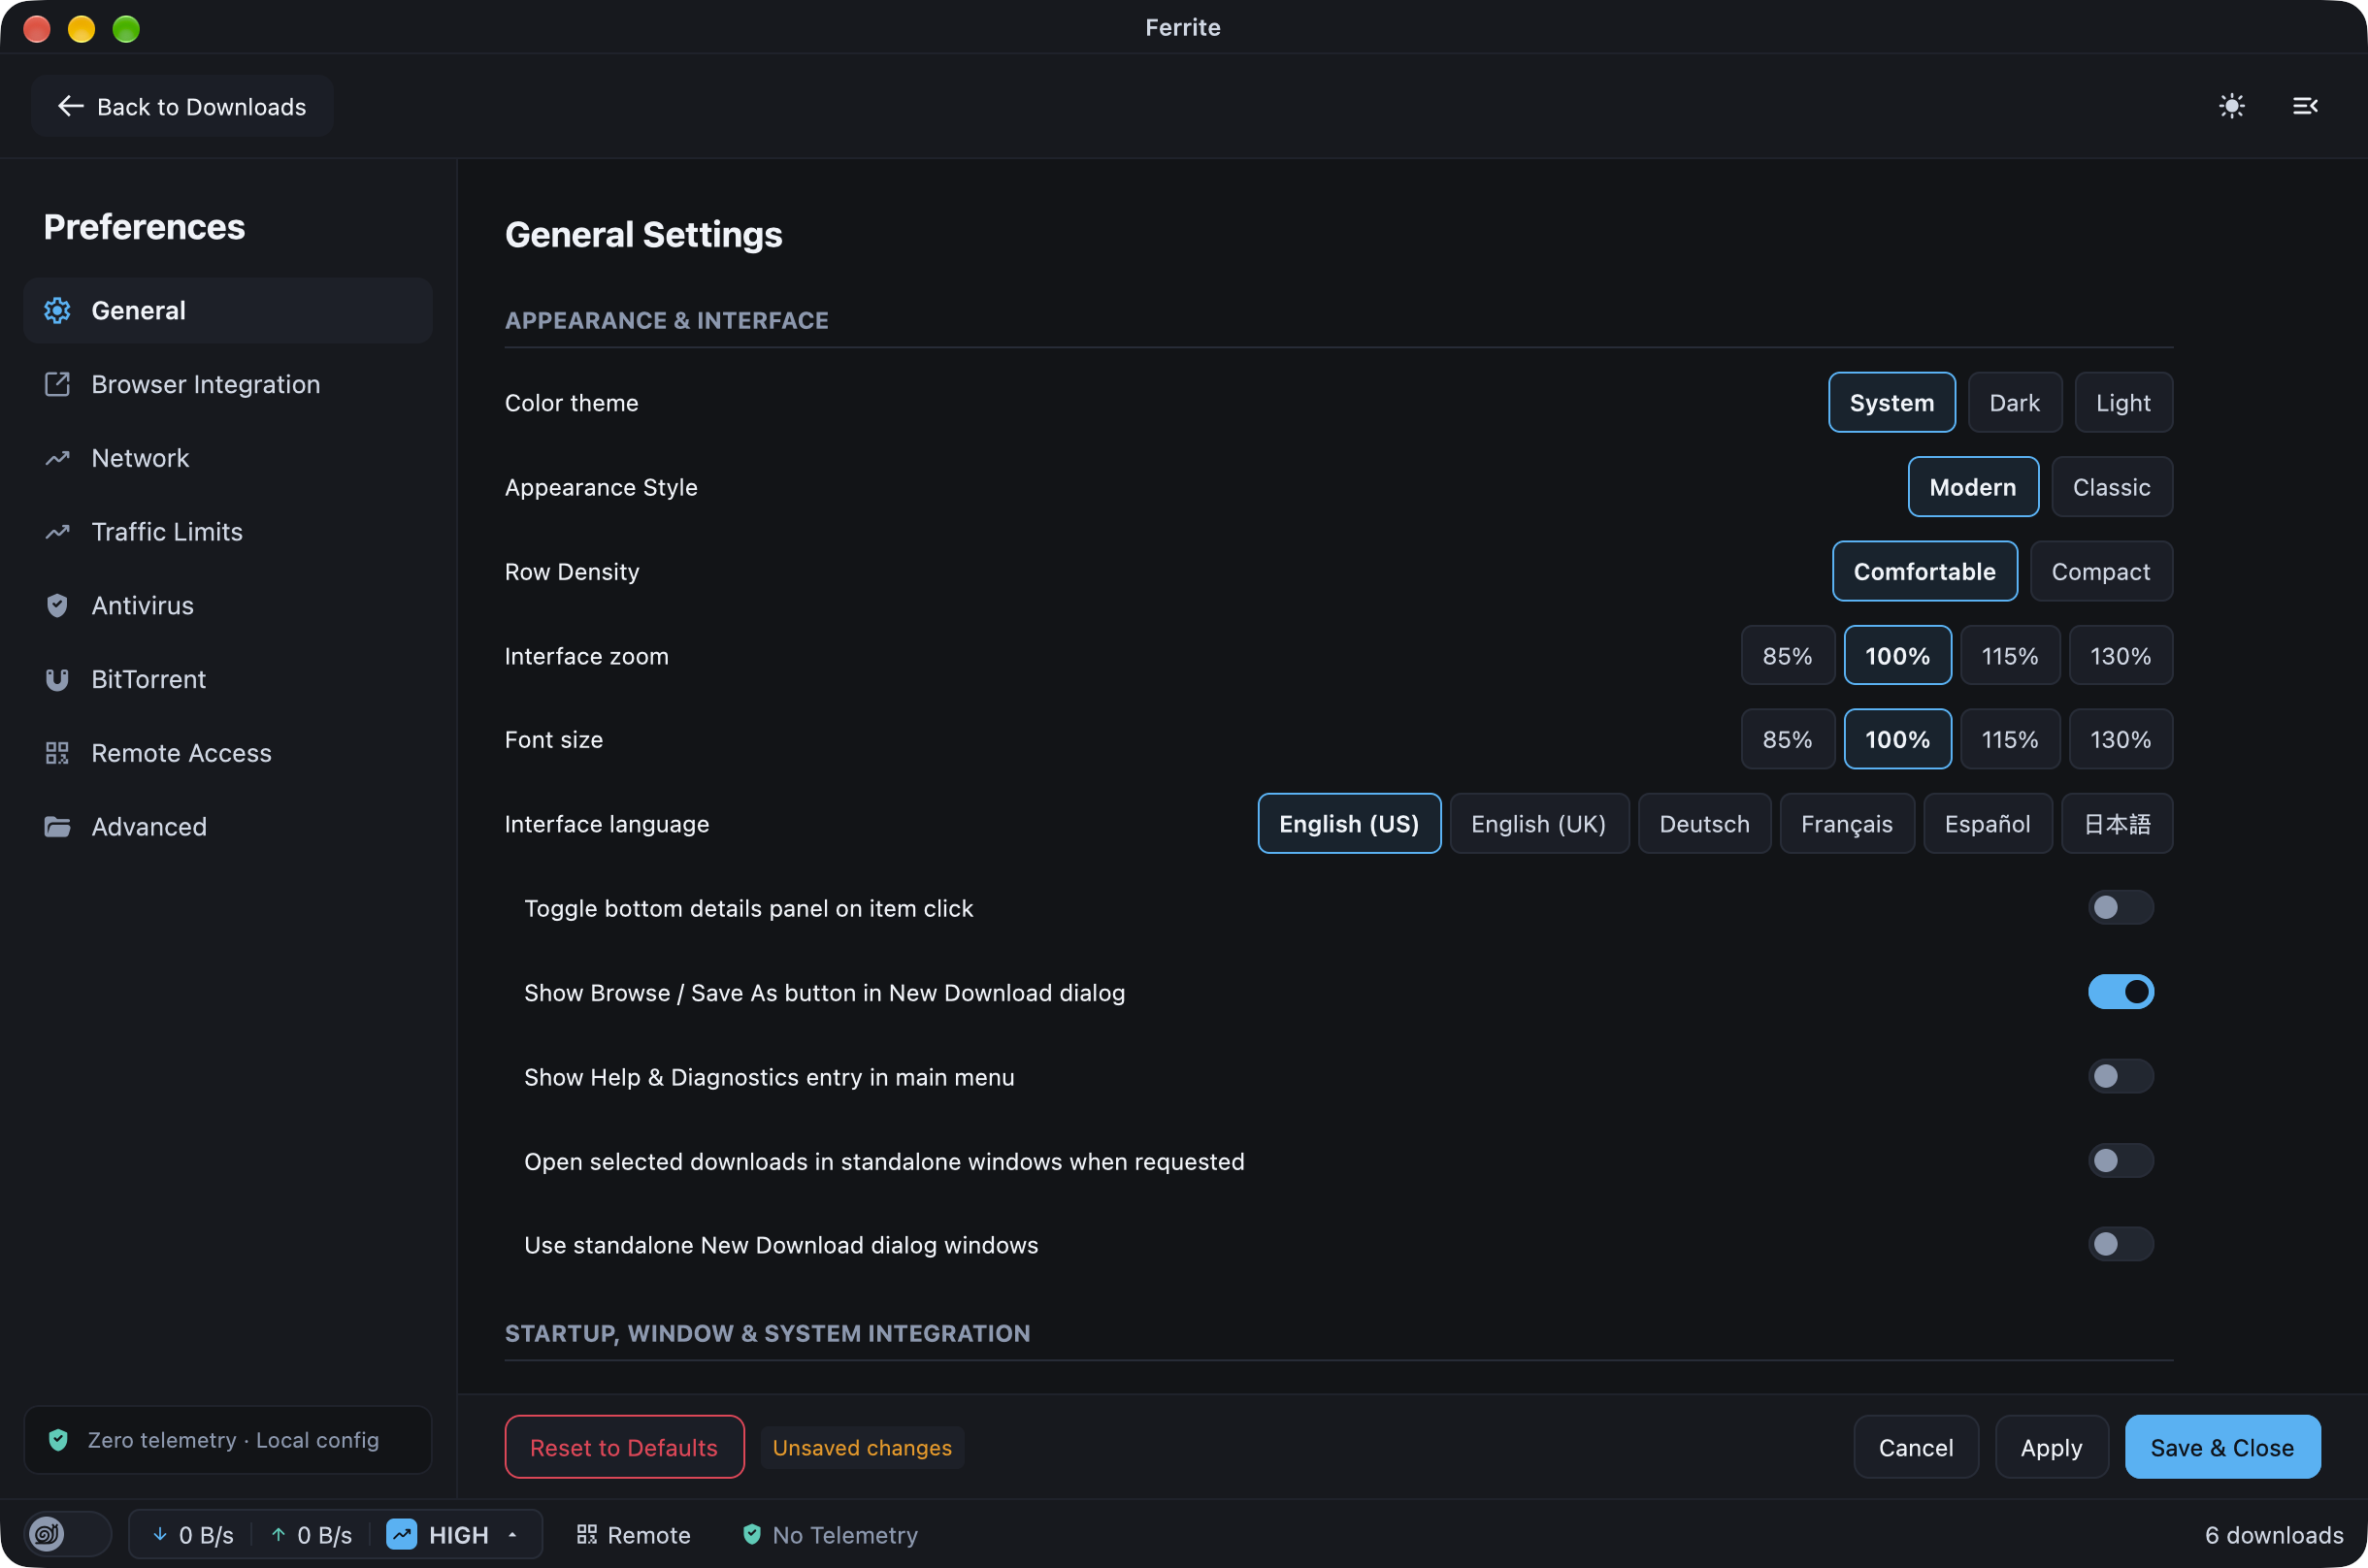 Ferrite
Back to Downloads
Preferences
General
Browser Integration
Network
Traffic Limits
Antivirus
BitTorrent
Remote Access
Advanced
Zero telemetry · Local config
General Settings
APPEARANCE & INTERFACE
Color theme System Dark Light
Appearance Style Modern Classic
Row Density Comfortable Compact
Interface zoom 85% 100% 115% 130%
Font size 85% 100% 115% 130%
Interface language English (US) English (UK) Deutsch Français Español 日本語
Toggle bottom details panel on item click
Show Browse / Save As button in New Download dialog
Show Help & Diagnostics entry in main menu
Open selected downloads in standalone windows when requested
Use standalone New Download dialog windows
STARTUP, WINDOW & SYSTEM INTEGRATION
Reset to Defaults Unsaved changes Cancel Apply Save & Close
0 B/s 0 B/s HIGH Remote No Telemetry 6 downloads